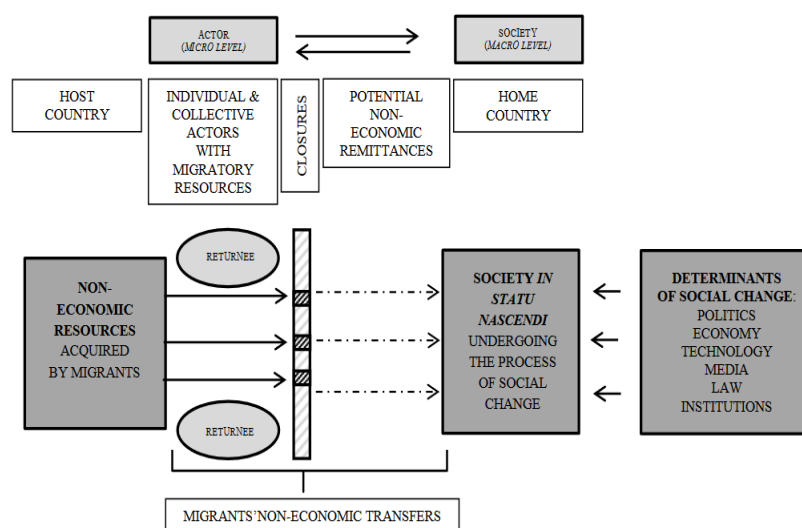 ACTOR
(MICRO LEVEL)
SOCIETY
(MACRO LEVEL)
HOST
COUNTRY
INDIVIDUAL &
COLLECTIVE
ACTORS
WITH
MIGRATORY
RESOURCES
CLOSURES
POTENTIAL
NON-
ECONOMIC
REMITTANCES
HOME
COUNTRY
RETURNEE
NON-
ECONOMIC
RESOURCES
ACQUIRED
BY MIGRANTS
RETURNEE
SOCIETY IN
STATU
NASCENDI
UNDERGOING
THE PROCESS
OF SOCIAL
CHANGE
DETERMINANTS
OF SOCIAL CHANGE:
POLITICS
ECONOMY
TECHNOLOGY
MEDIA
LAW
INSTITUTIONS
MIGRANTS'NON-ECONOMIC TRANSFERS